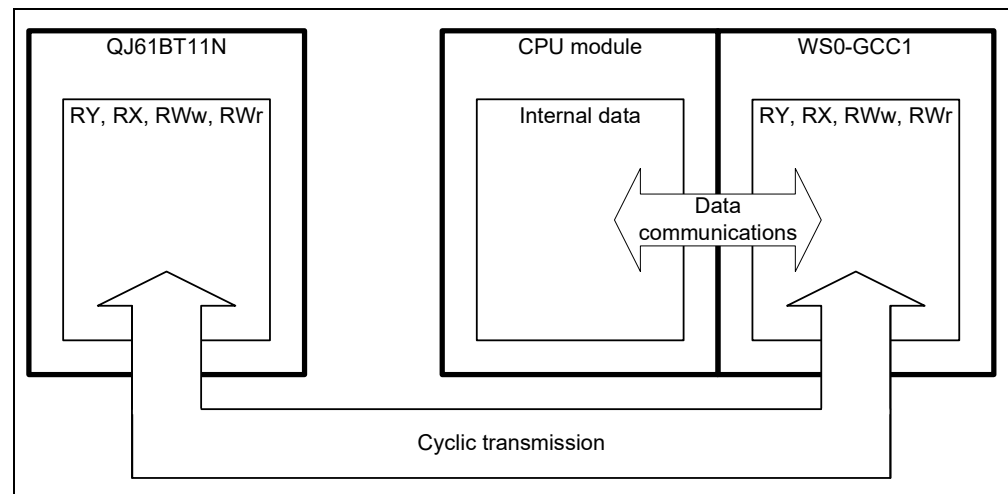 QJ61BT11N
CPU module
WS0-GCC1
RY, RX, RWw, RWr
Internal data
RY, RX, RWw, RWr
Data
communications
Cyclic transmission